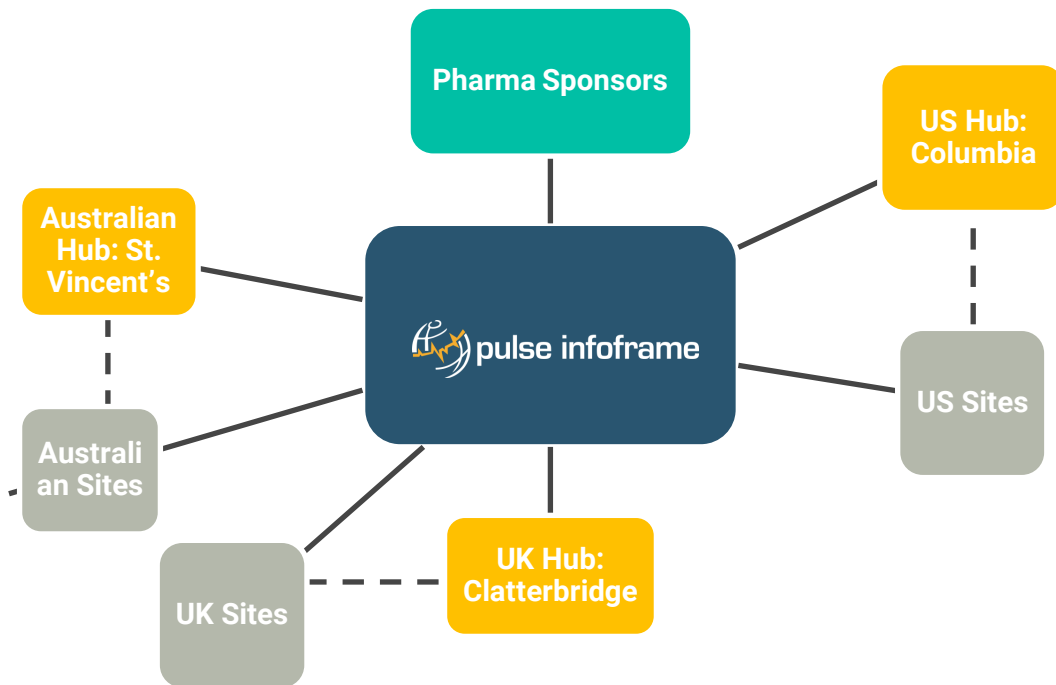 Pharma Sponsors
US Hub:
Columbia
Australian
Hub: St.
Vincent’s
pulse infoframe
US Sites
Australi
an Sites
UK Hub:
Clatterbridge
UK Sites